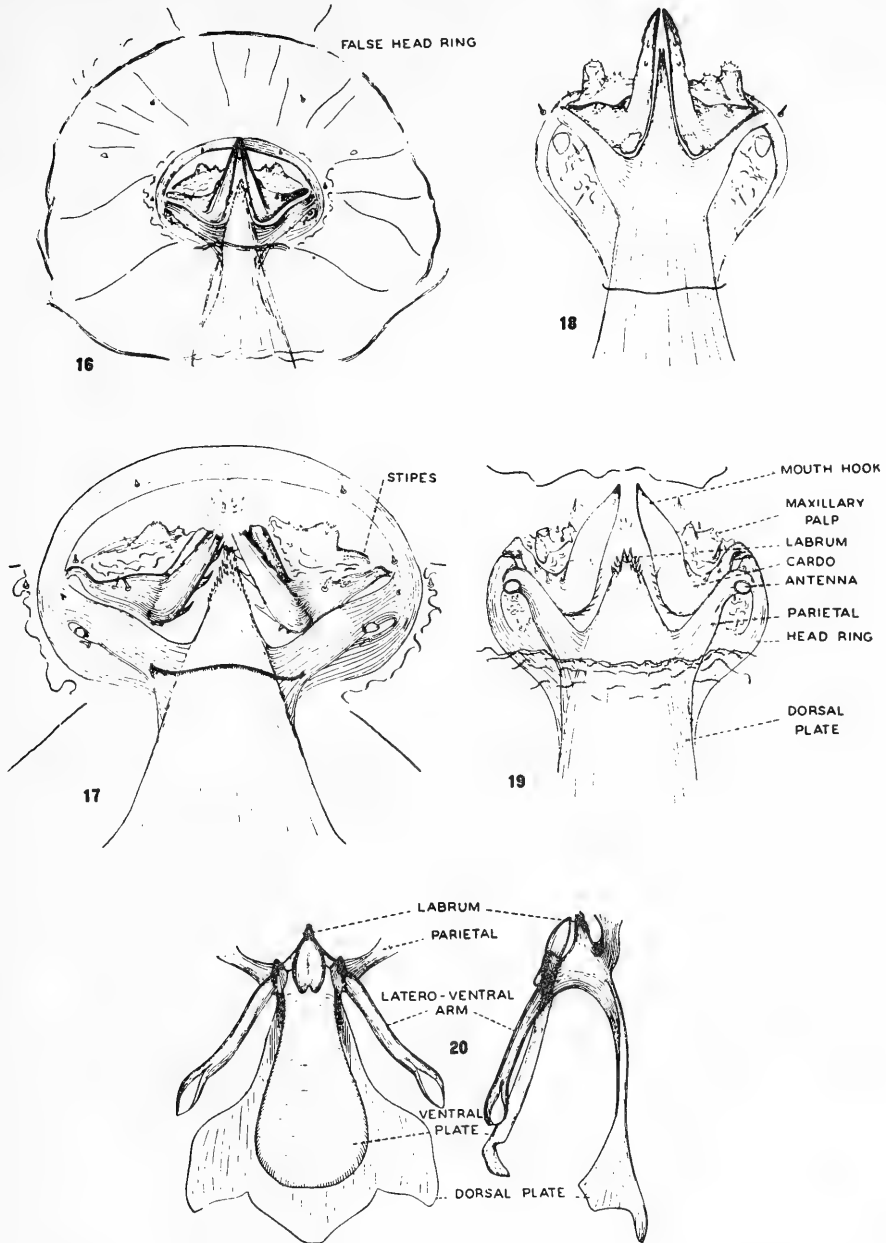 FALSE HEAD RING
16
18
STIPES
17
MOUTH HOOK
MAXILLARY
PALP
LABRUM
CARDO
ANTENNA
PARIETAL
HEAD RING
DORSAL
PLATE
19
LABRUM
PARIETAL
LATERO-VENTRAL
ARM
20
VENTRAL
PLATE
DORSAL PLATE